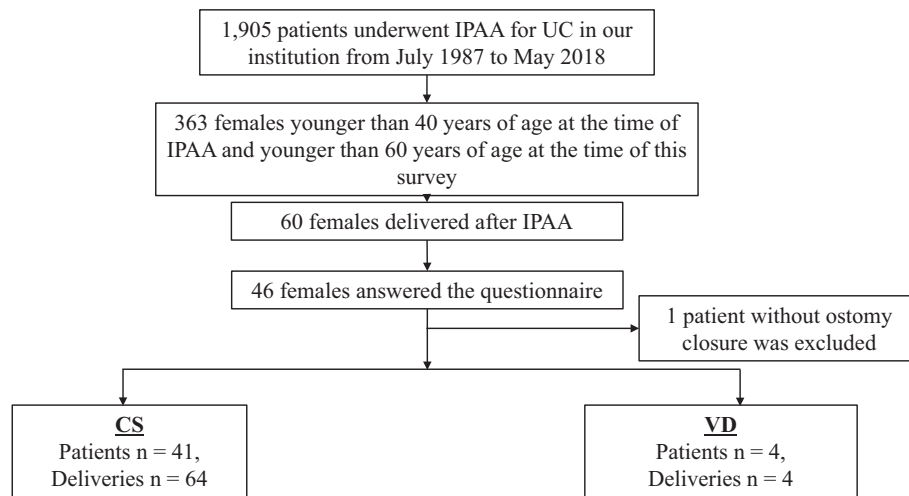 1,905 patients underwent IPAA for UC in our
institution from July 1987 to May 2018
363 females younger than 40 years of age at the time of
IPAA and younger than 60 years of age at the time of this
survey
60 females delivered after IPAA
46 females answered the questionnaire
1 patient without ostomy
closure was excluded
CS
Patients n = 41,
Deliveries n = 64
VD
Patients n = 4,
Deliveries n = 4